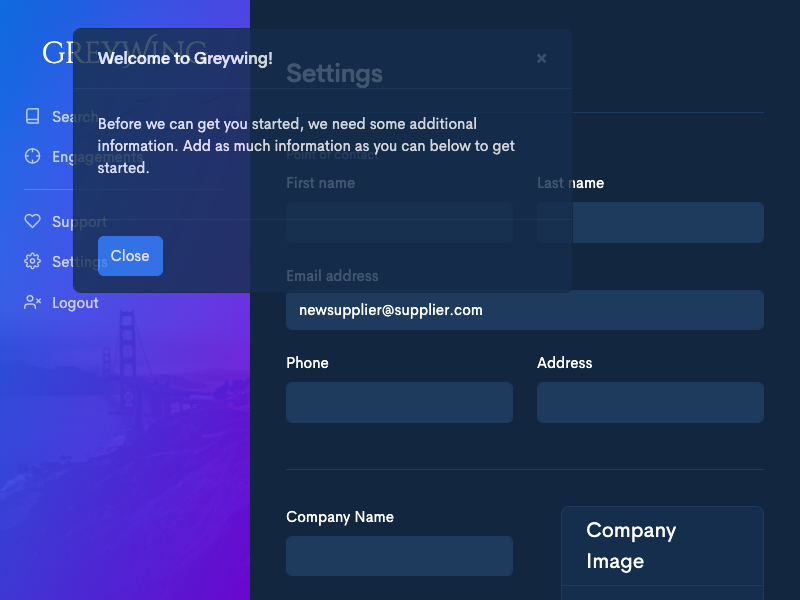 GREYWING
Search
Engagements
Support
Settings
Logout
Welcome to Greywing!
×
Before we can get you started, we need some additional
information. Add as much information as you can below to get
started.
Close
Settings
Point of contact
First name
Last name
Email address
newsupplier@supplier.com
Phone
Address
Company Name
Company
Image